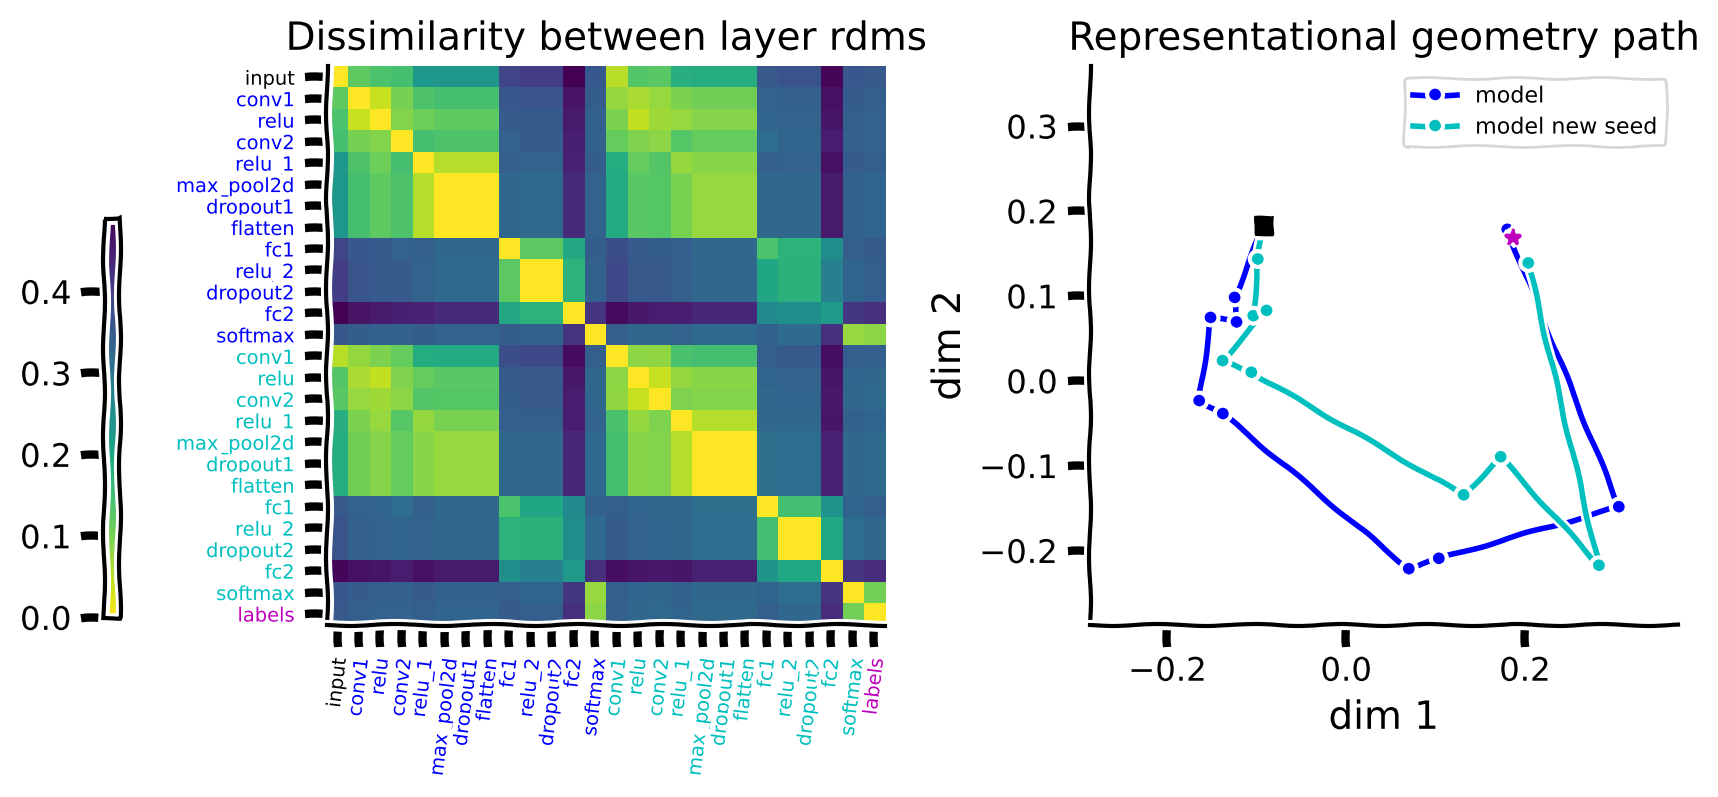 Dissimilarity between layer rdms
input
conv1
relu
conv2
relu_1
max_pool2d
dropout1
flatten
fc1
relu_2
dropout2
fc2
softmax
conv1
relu
conv2
relu_1
max_pool2d
dropout1
flatten
fc1
relu_2
dropout2
fc2
softmax
labels
0.4
0.3
0.2
0.1
0.0
input
conv1
relu
conv2
relu_1
max_pool2d
dropout1
flatten
fc1
relu_2
dropout2
fc2
softmax
conv1
relu
conv2
relu_1
max_pool2d
dropout1
flatten
fc1
relu_2
dropout2
fc2
softmax
labels
Representational geometry path
model
model new seed
0.3
0.2
0.1
0.0
−0.1
−0.2
dim 2
−0.2
0.0
0.2
dim 1